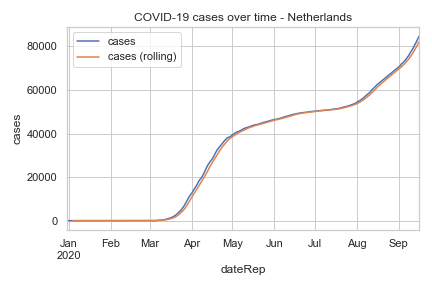 COVID-19 cases over time - Netherlands
cases
cases (rolling)
80000
60000
40000
20000
0
cases
Jan Feb Mar Apr May Jun Jul Aug Sep
2020
dateRep